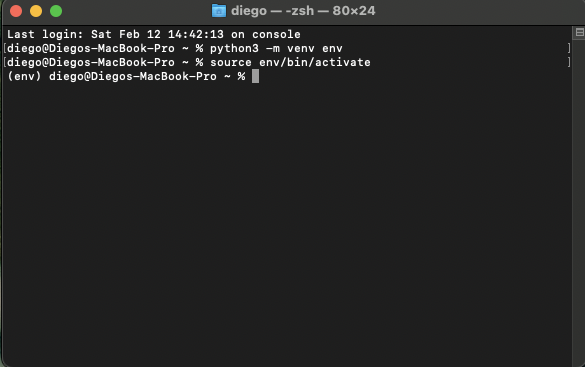 diego — -zsh — 80×24
Last login: Sat Feb 12 14:42:13 on console
[diego@Diegos-MacBook-Pro ~ % python3 -m venv env ]
[diego@Diegos-MacBook-Pro ~ % source env/bin/activate ]
(env) diego@Diegos-MacBook-Pro ~ %